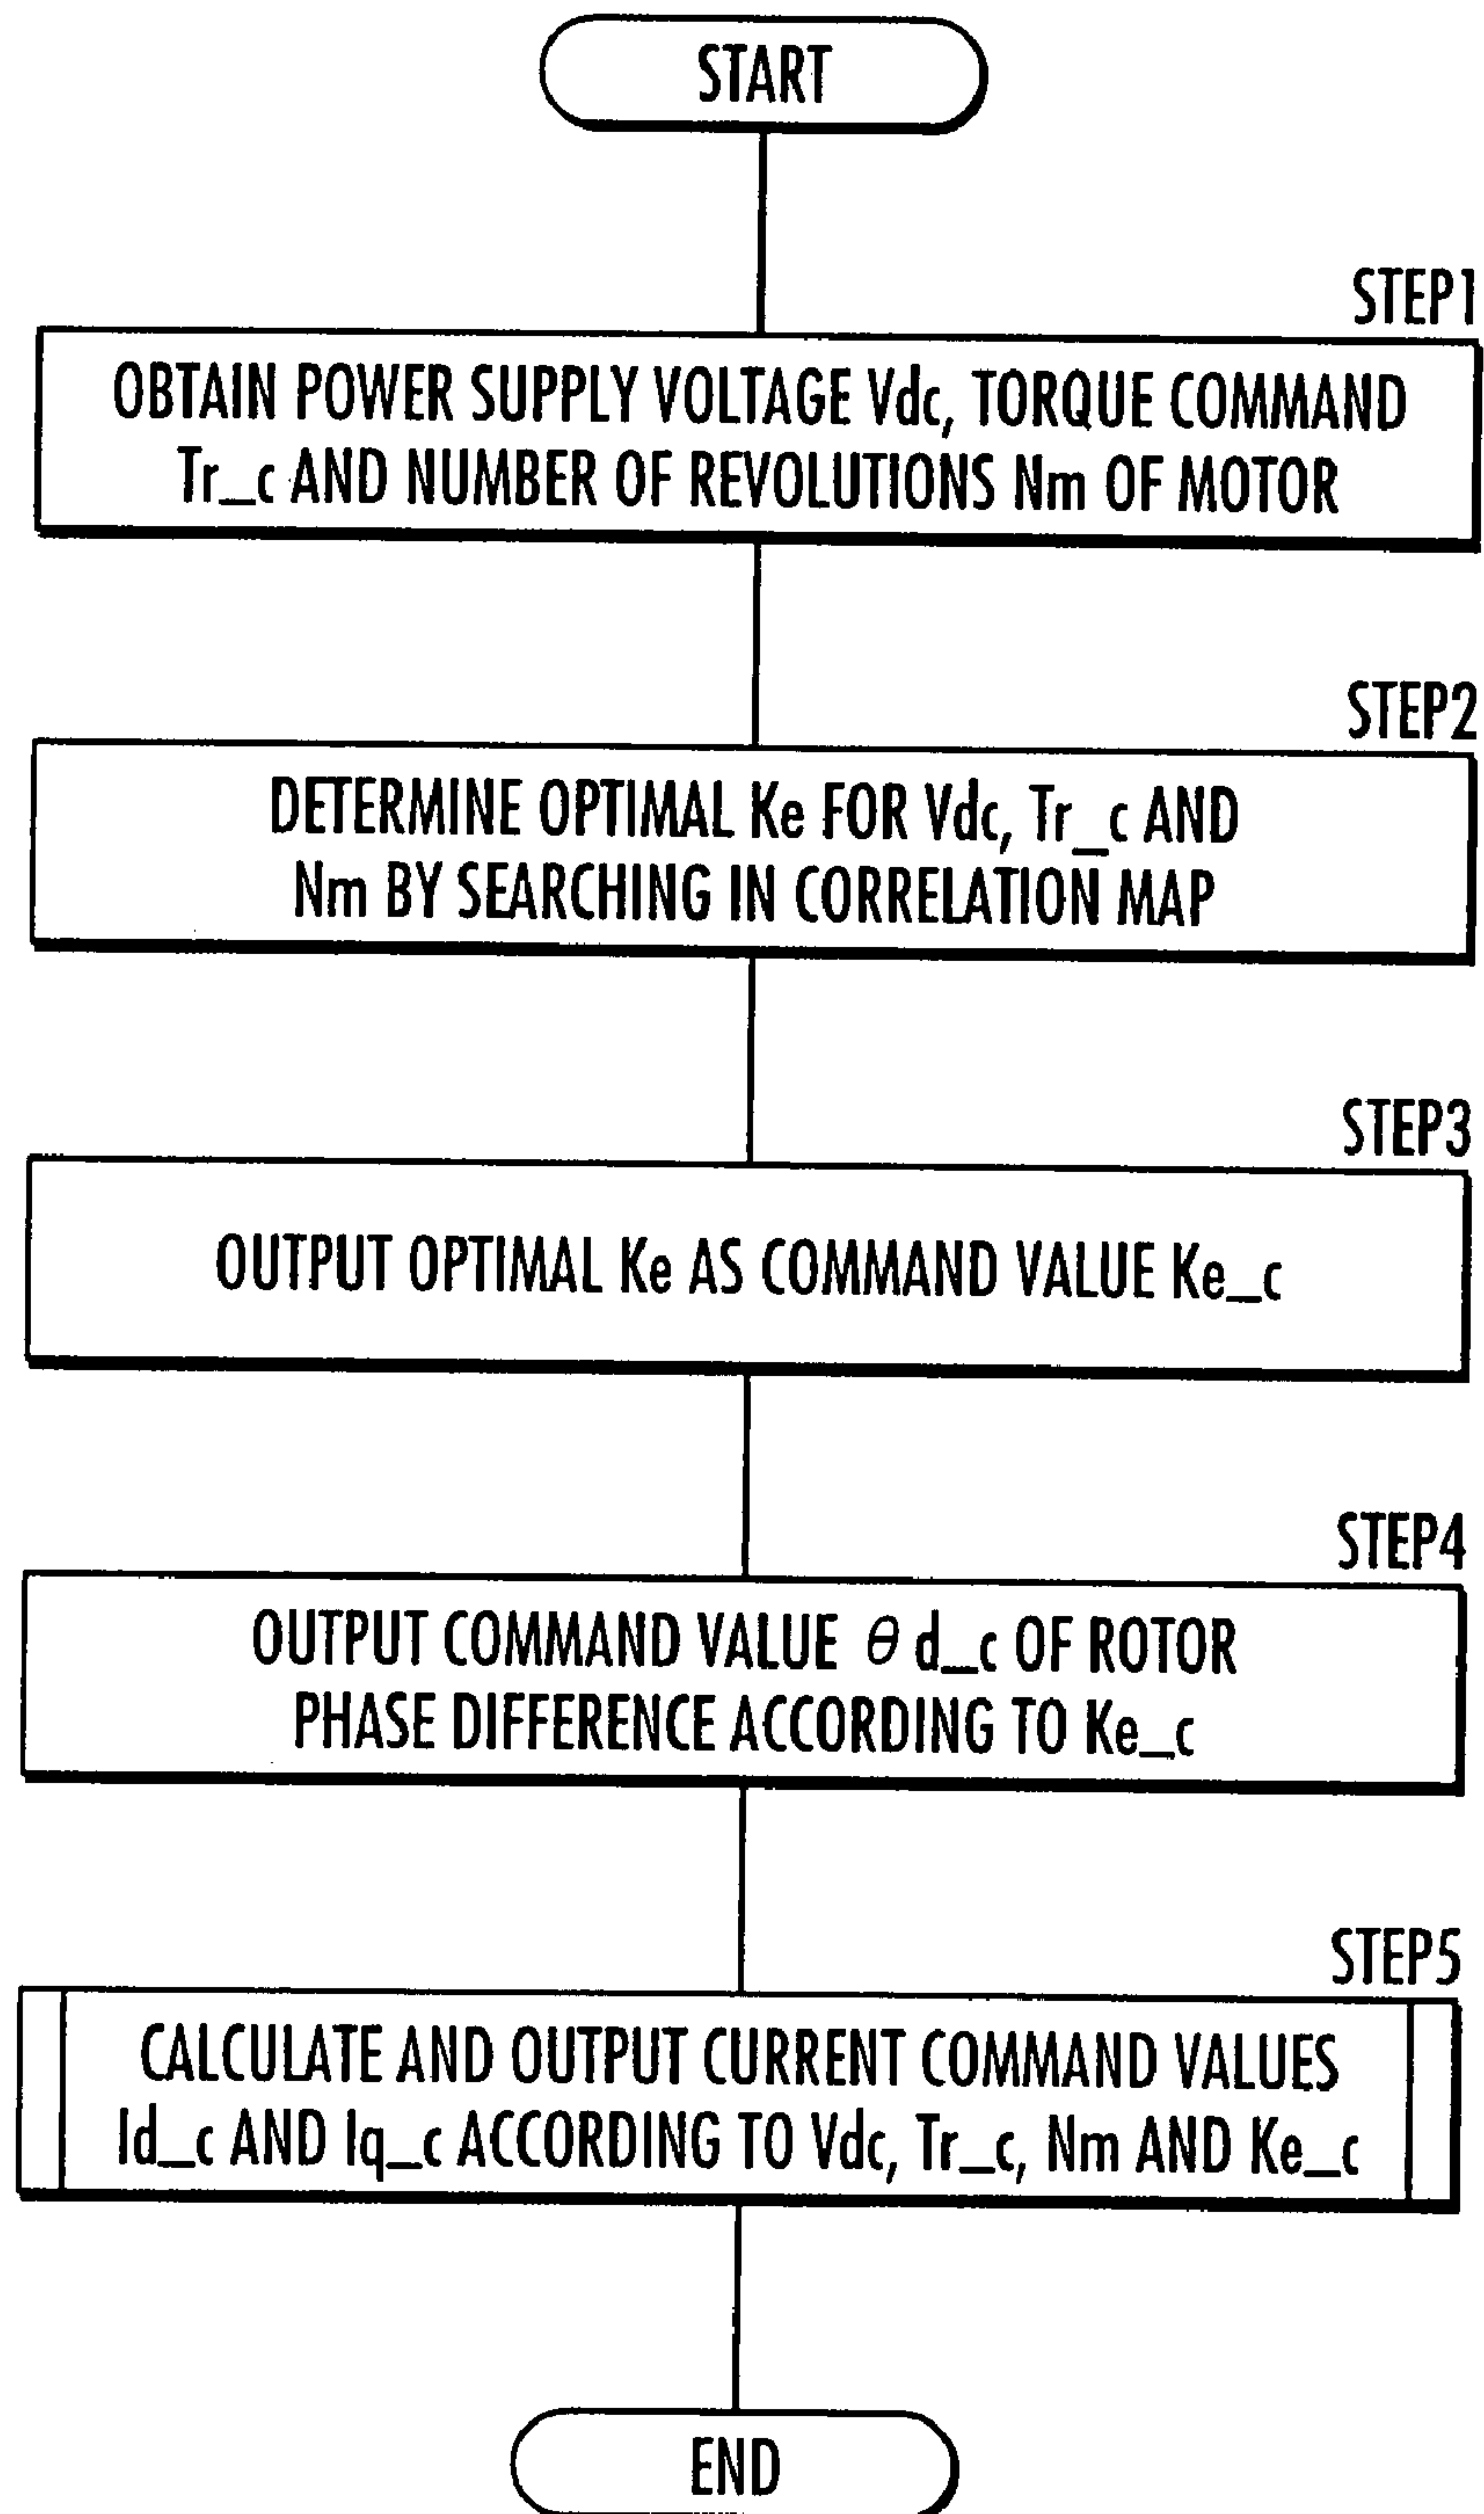 START
STEP1
OBTAIN POWER SUPPLY VOLTAGE Vdc, TORQUE COMMAND
Tr_c AND NUMBER OF REVOLUTIONS Nm OF MOTOR
STEP2
DETERMINE OPTIMAL Ke FOR Vdc, Tr_c AND
Nm BY SEARCHING IN CORRELATION MAP
STEP3
OUTPUT OPTIMAL Ke AS COMMAND VALUE Ke_c
STEP4
OUTPUT COMMAND VALUE θd_c OF ROTOR
PHASE DIFFERENCE ACCORDING TO Ke_c
STEP5
CALCULATE AND OUTPUT CURRENT COMMAND VALUES
Id_c AND Iq_c ACCORDING TO Vdc, Tr_c, Nm AND Ke_c
END